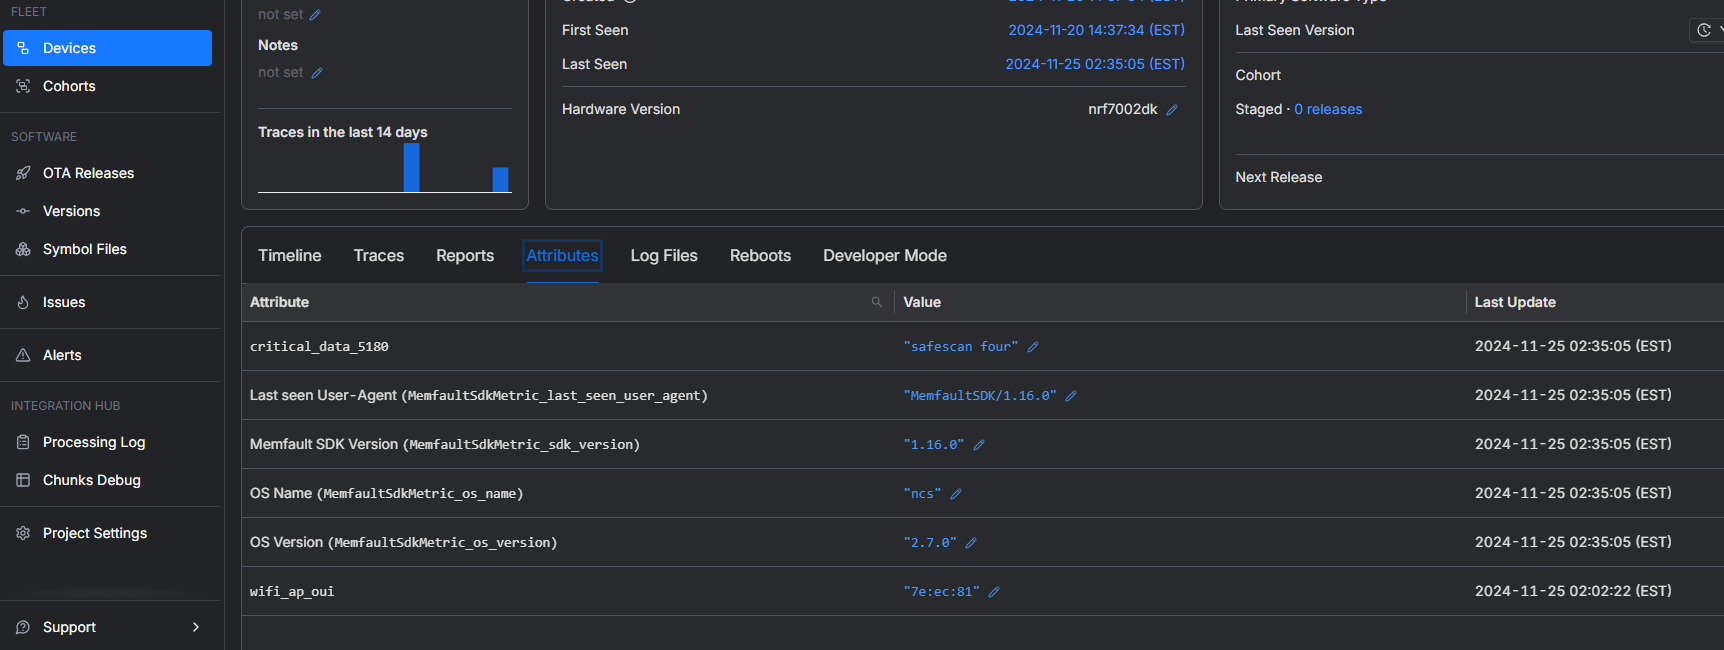 FLEET
Devices
Cohorts
SOFTWARE
OTA Releases
Versions
Symbol Files
Issues
Alerts
INTEGRATION HUB
Processing Log
Chunks Debug
Project Settings
Support
not set
Notes
not set
Traces in the last 14 days
First Seen 2024-11-20 14:37:34 (EST)
Last Seen 2024-11-25 02:35:05 (EST)
Hardware Version nrf7002dk
Last Seen Version
Cohort
Staged · 0 releases
Next Release
Timeline Traces Reports Attributes Log Files Reboots Developer Mode
Attribute Value Last Update
critical_data_5180 "safescan four" 2024-11-25 02:35:05 (EST)
Last seen User-Agent (MemfaultSdkMetric_last_seen_user_agent) "MemfaultSDK/1.16.0" 2024-11-25 02:35:05 (EST)
Memfault SDK Version (MemfaultSdkMetric_sdk_version) "1.16.0" 2024-11-25 02:35:05 (EST)
OS Name (MemfaultSdkMetric_os_name) "ncs" 2024-11-25 02:35:05 (EST)
OS Version (MemfaultSdkMetric_os_version) "2.7.0" 2024-11-25 02:35:05 (EST)
wifi_ap_oui "7e:ec:81" 2024-11-25 02:02:22 (EST)